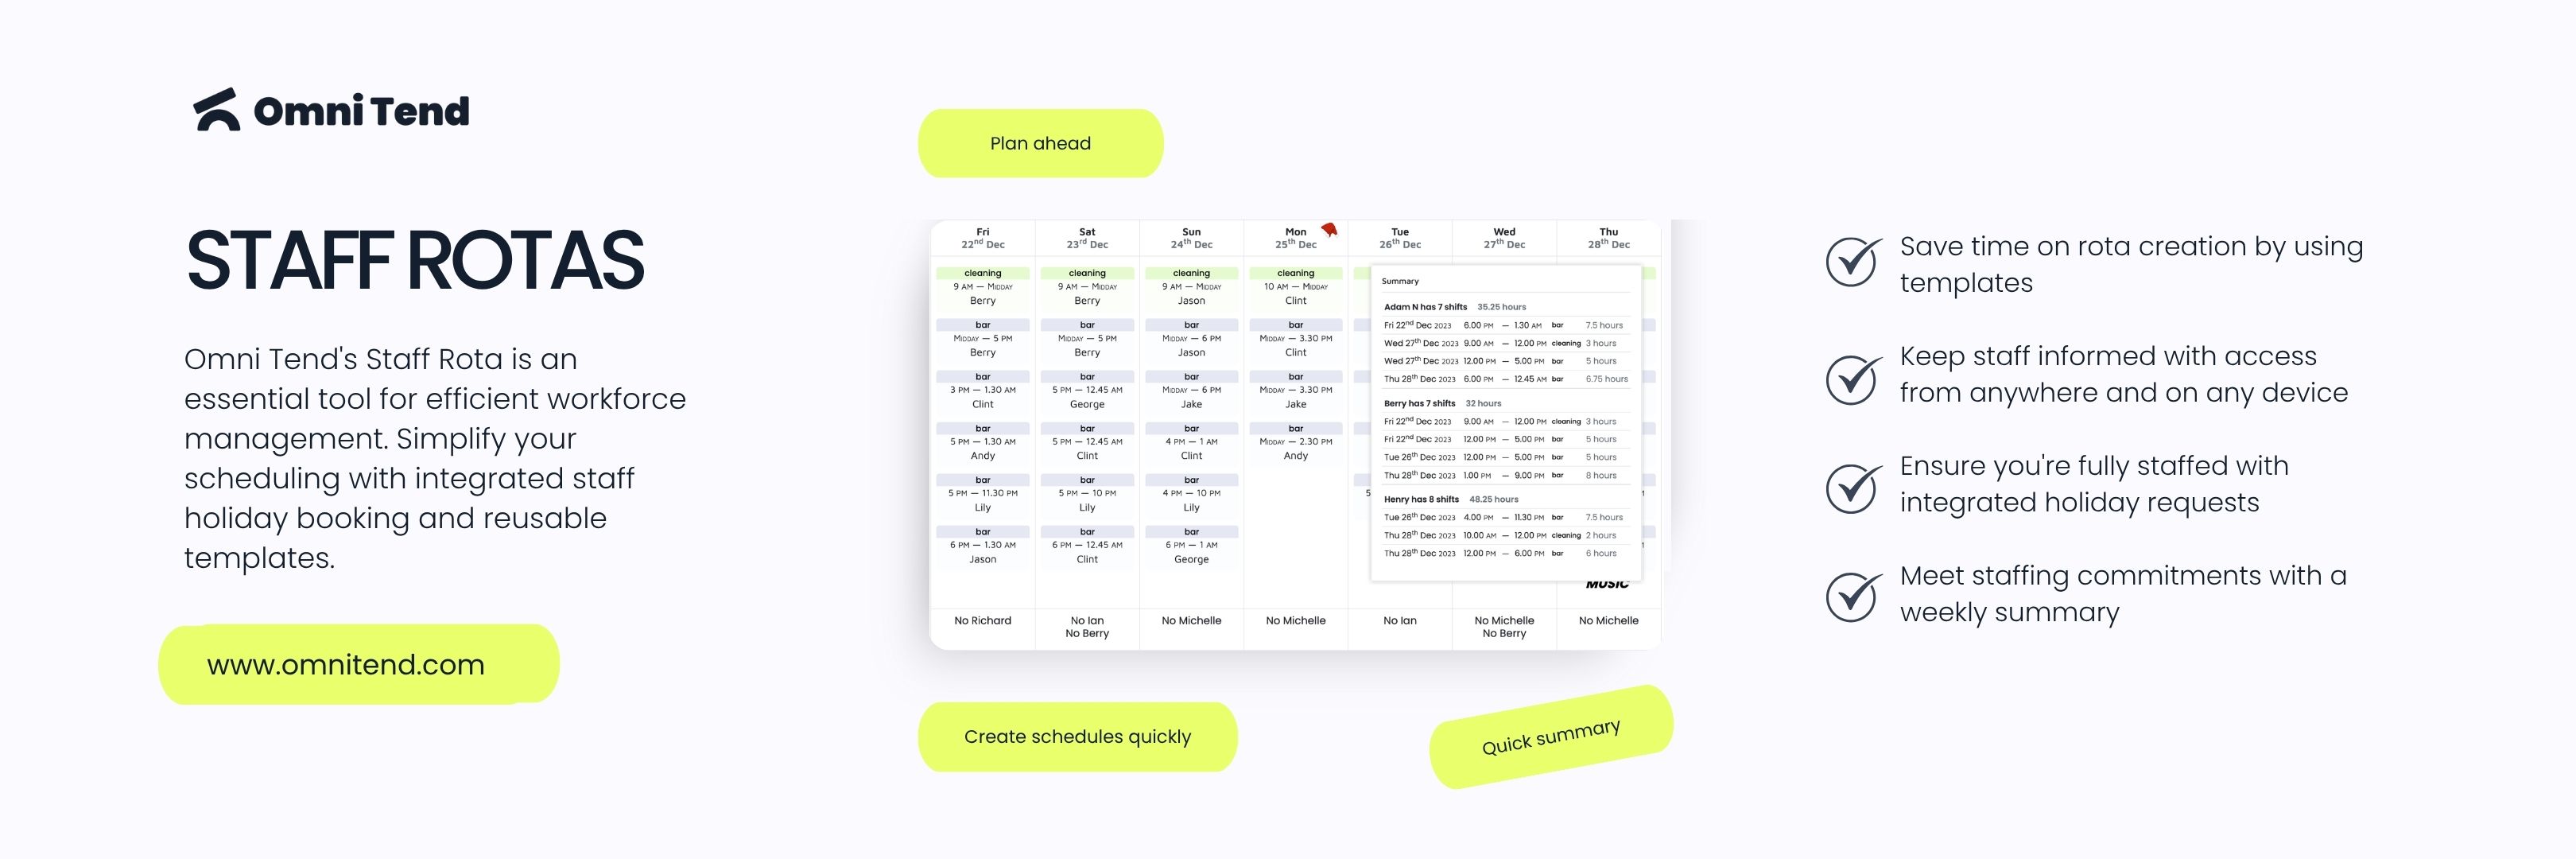 Omni Tend
STAFF ROTAS
Omni Tend's Staff Rota is an
essential tool for efficient workforce
management. Simplify your
scheduling with integrated staff
holiday booking and reusable
templates.
www.omnitend.com
Plan ahead
Fri Sat Sun Mon Tue Wed Thu
22nd Dec 23rd Dec 24th Dec 25th Dec 26th Dec 27th Dec 28th Dec
cleaning cleaning cleaning cleaning
9 AM — MIDDAY 9 AM — MIDDAY 9 AM — MIDDAY 10 AM — MIDDAY
Berry Berry Jason Clint
bar bar bar bar
MIDDAY — 5 PM MIDDAY — 5 PM MIDDAY — 6 PM MIDDAY — 3.30 PM
Berry Berry Jason Clint
bar bar bar bar
3 PM — 1.30 AM 5 PM — 12.45 AM MIDDAY — 6 PM MIDDAY — 3.30 PM
Clint George Jake Jake
bar bar bar bar
5 PM — 1.30 AM 5 PM — 12.45 AM 4 PM — 1 AM MIDDAY — 2.30 PM
Andy Clint Clint Andy
bar bar bar
5 PM — 11.30 PM 5 PM — 10 PM 4 PM — 10 PM 5
Lily Lily Lily
bar bar bar
6 PM — 1.30 AM 6 PM — 12.45 AM 6 PM — 1 AM
Jason Clint George
Summary
Adam N has 7 shifts 35.25 hours
Fri 22nd Dec 2023 6.00 PM — 1.30 AM bar 7.5 hours
Wed 27th Dec 2023 9.00 AM — 12.00 PM cleaning 3 hours
Wed 27th Dec 2023 12.00 PM — 5.00 PM bar 5 hours
Thu 28th Dec 2023 6.00 PM — 12.45 AM bar 6.75 hours
Berry has 7 shifts 32 hours
Fri 22nd Dec 2023 9.00 AM — 12.00 PM cleaning 3 hours
Fri 22nd Dec 2023 12.00 PM — 5.00 PM bar 5 hours
Tue 26th Dec 2023 12.00 PM — 5.00 PM bar 5 hours
Thu 28th Dec 2023 1.00 PM — 9.00 PM bar 8 hours
Henry has 8 shifts 48.25 hours
Tue 26th Dec 2023 4.00 PM — 11.30 PM bar 7.5 hours
Thu 28th Dec 2023 10.00 AM — 12.00 PM cleaning 2 hours
Thu 28th Dec 2023 12.00 PM — 6.00 PM bar 6 hours
MUSIC
No Richard No Ian No Michelle No Michelle No Ian No Michelle No Michelle
No Berry No Berry
Create schedules quickly
Quick summary
Save time on rota creation by using
templates
Keep staff informed with access
from anywhere and on any device
Ensure you're fully staffed with
integrated holiday requests
Meet staffing commitments with a
weekly summary